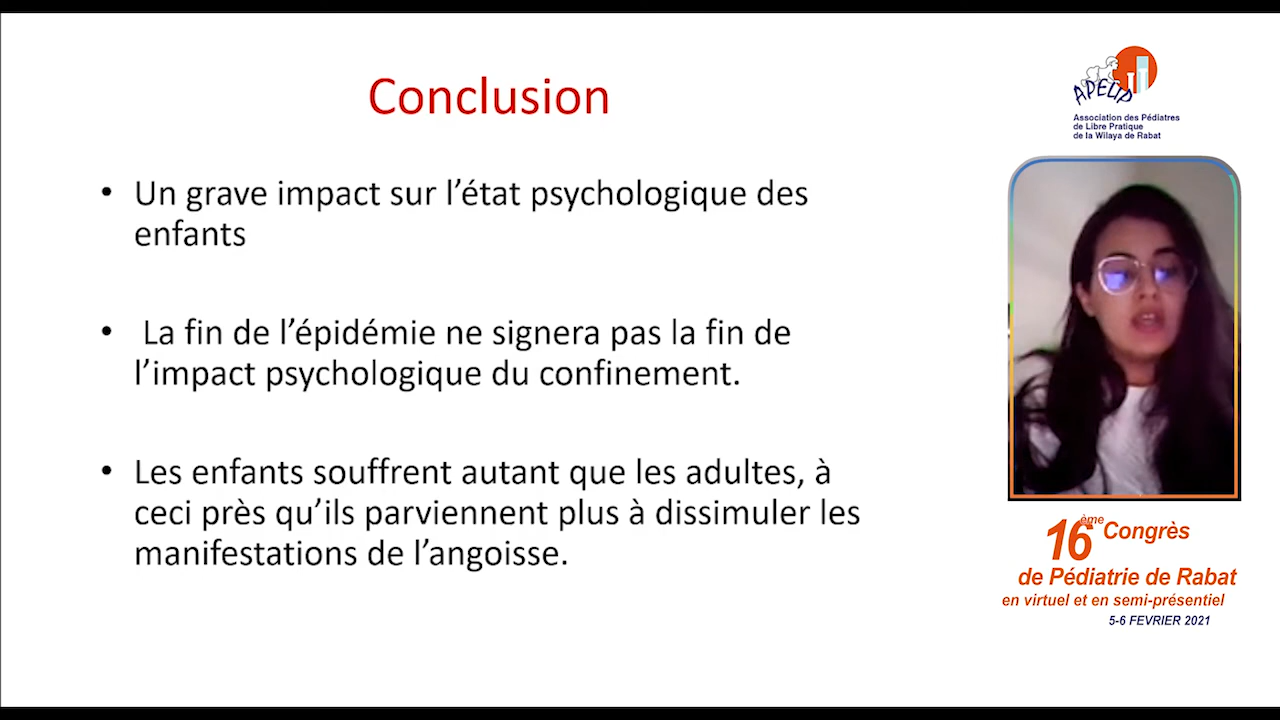 Conclusion
• Un grave impact sur l’état psychologique des
enfants
• La fin de l’épidémie ne signera pas la fin de
l’impact psychologique du confinement.
• Les enfants souffrent autant que les adultes, à
ceci près qu’ils parviennent plus à dissimuler les
manifestations de l’angoisse.
APELIP
Association des Pédiatres
de Libre Pratique
de la Wilaya de Rabat
16ème Congrès
de Pédiatrie de Rabat
en virtuel et en semi-présentiel
5-6 FEVRIER 2021